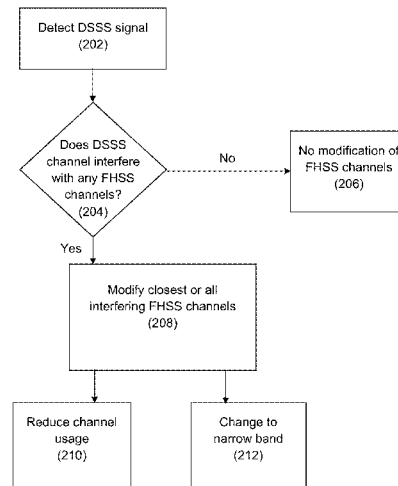 Detect DSSS signal
(202)
Does DSSS
channel interfere
with any FHSS
channels?
(204)
No
No modification of
FHSS channels
(206)
Yes
Modify closest or all
interfering FHSS channels
(208)
Reduce channel
usage
(210)
Change to
narrow band
(212)